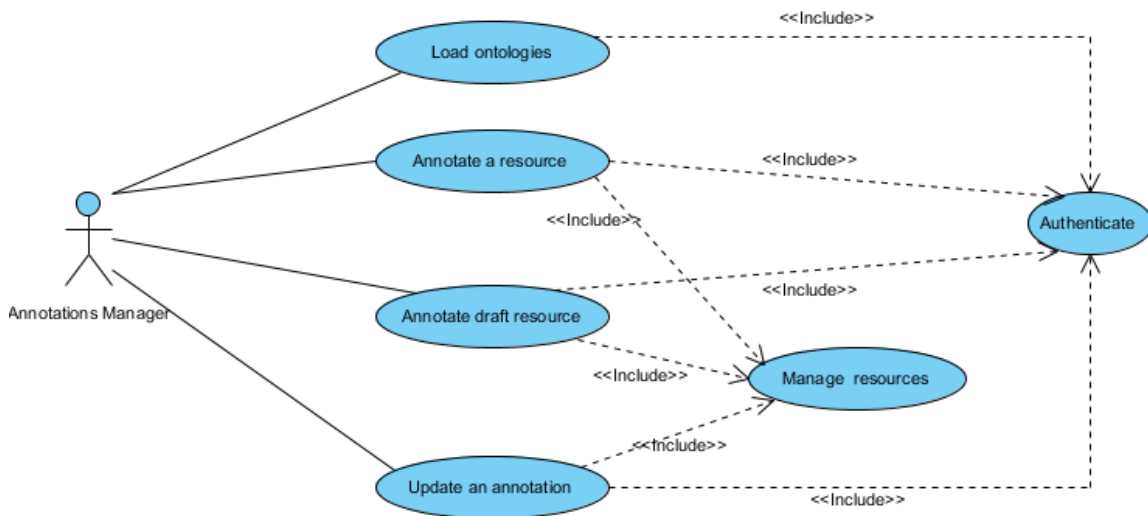 <<Include>>
Load ontologies
Annotate a resource
<<Include>>
<<Include>>
Authenticate
Annotate draft resource
<<Include>>
Annotations Manager
<<Include>>
Manage resources
<<Include>>
Update an annotation
<<Include>>